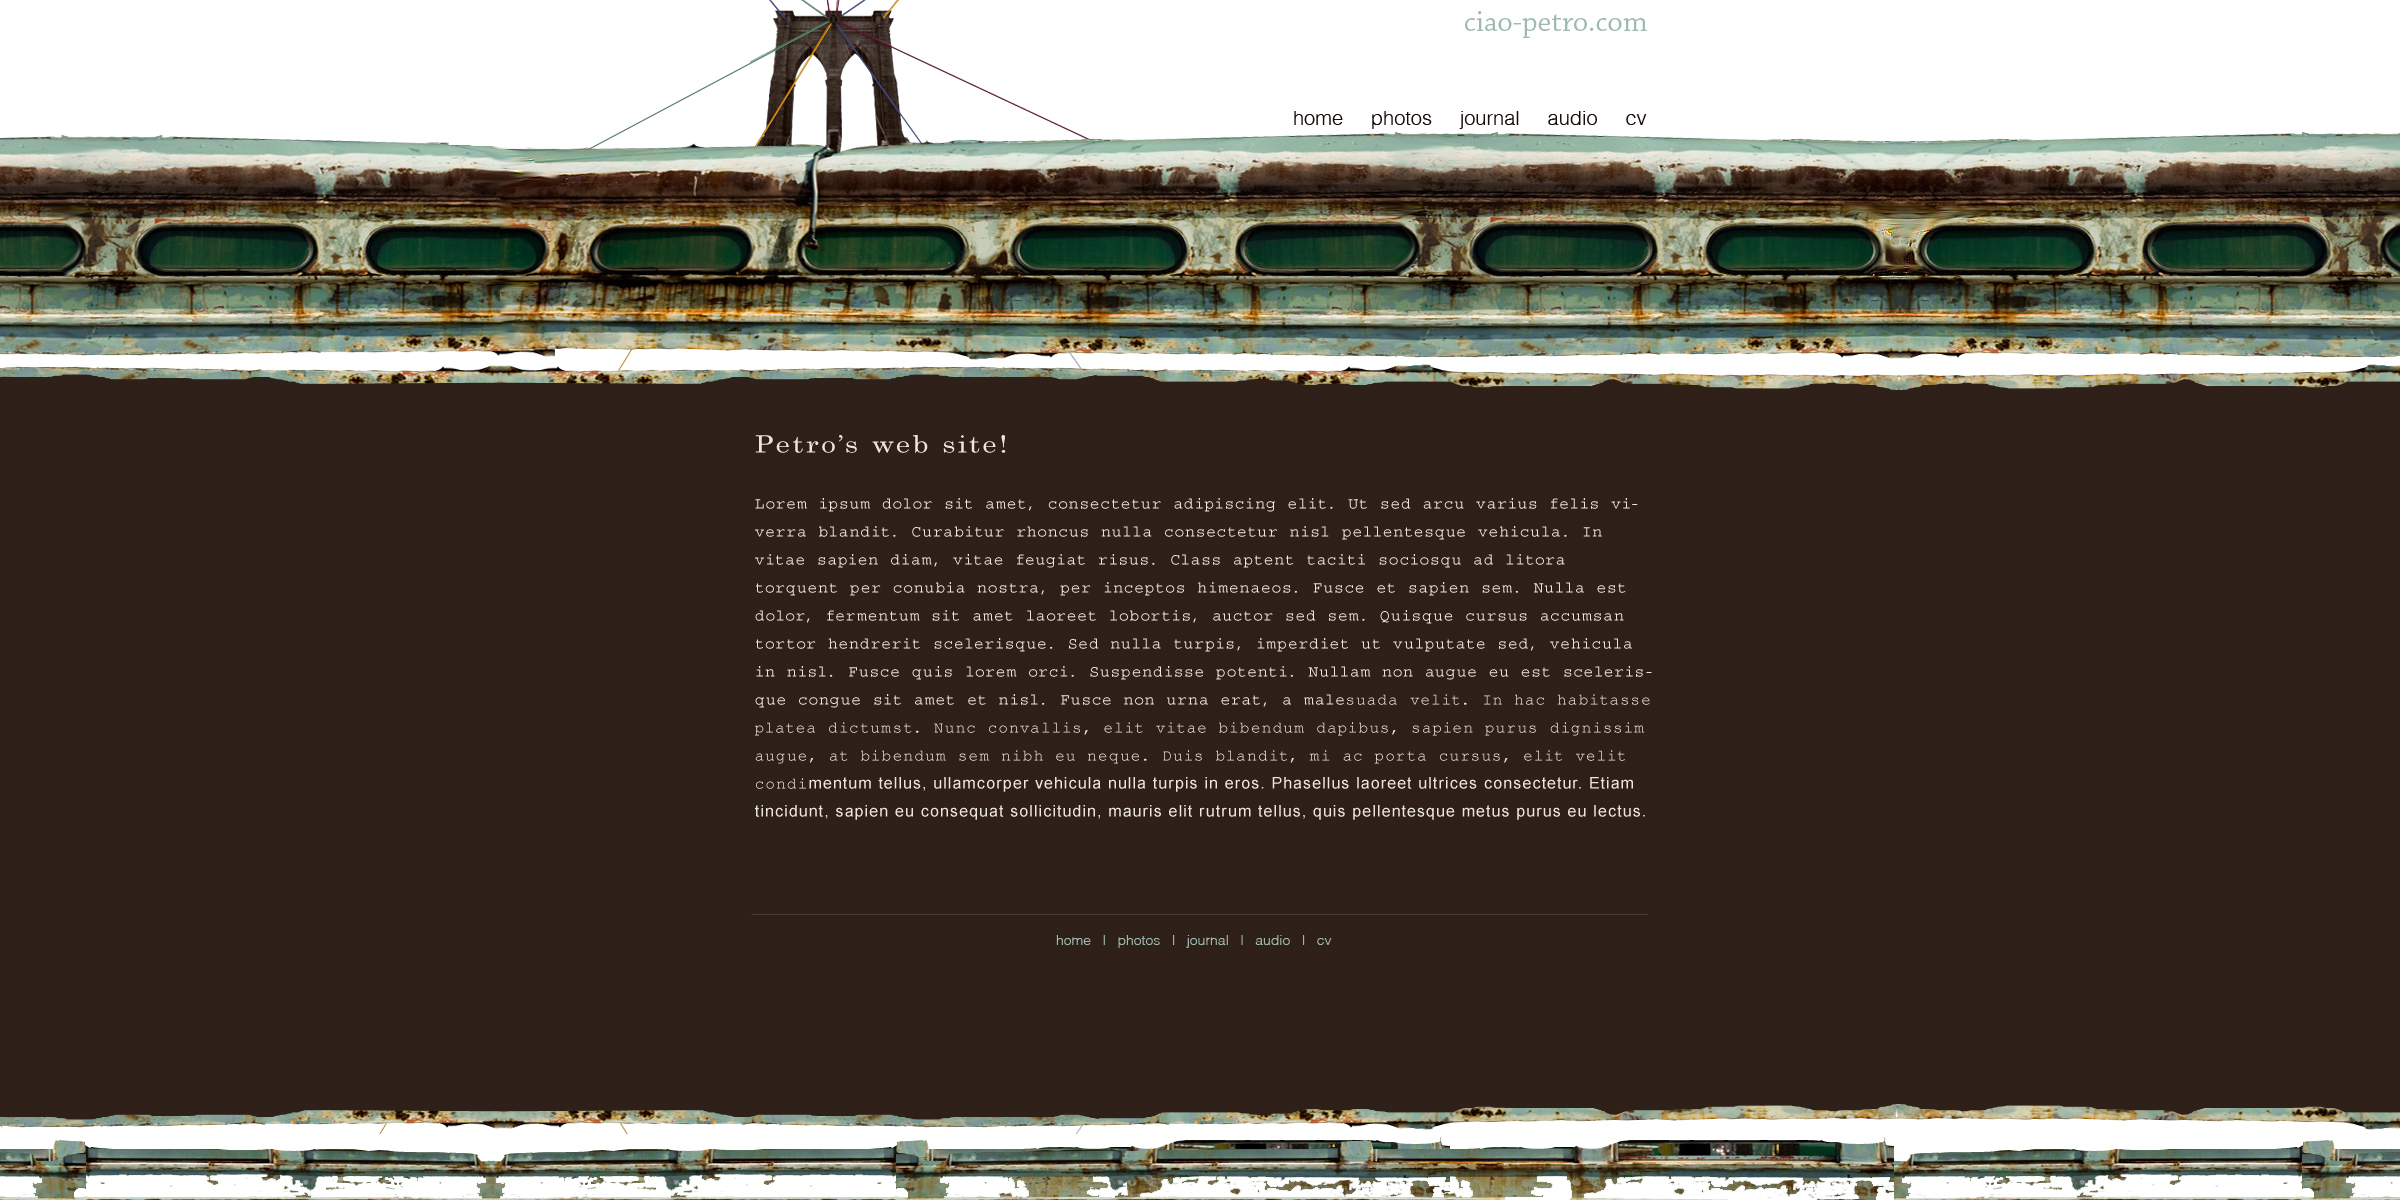 ciao-petro.com
home photos journal audio cv
Petro’s web site!
Lorem ipsum dolor sit amet, consectetur adipiscing elit. Ut sed arcu varius felis vi-
verra blandit. Curabitur rhoncus nulla consectetur nisl pellentesque vehicula. In
vitae sapien diam, vitae feugiat risus. Class aptent taciti sociosqu ad litora
torquent per conubia nostra, per inceptos himenaeos. Fusce et sapien sem. Nulla est
dolor, fermentum sit amet laoreet lobortis, auctor sed sem. Quisque cursus accumsan
tortor hendrerit scelerisque. Sed nulla turpis, imperdiet ut vulputate sed, vehicula
in nisl. Fusce quis lorem orci. Suspendisse potenti. Nullam non augue eu est sceleris-
que congue sit amet et nisl. Fusce non urna erat, a malesuada velit. In hac habitasse
platea dictumst. Nunc convallis, elit vitae bibendum dapibus, sapien purus dignissim
augue, at bibendum sem nibh eu neque. Duis blandit, mi ac porta cursus, elit velit
condimentum tellus, ullamcorper vehicula nulla turpis in eros. Phasellus laoreet ultrices consectetur. Etiam
tincidunt, sapien eu consequat sollicitudin, mauris elit rutrum tellus, quis pellentesque metus purus eu lectus.
home | photos | journal | audio | cv